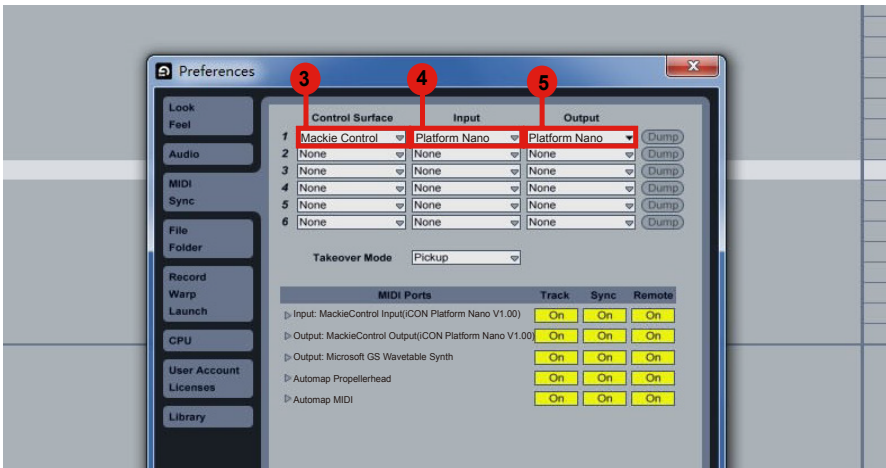 Preferences
3 4 5
Look
Feel
Audio
MIDI
Sync
File
Folder
Record
Warp
Launch
CPU
User Account
Licenses
Library
Control Surface Input Output
1 Mackie Control Platform Nano Platform Nano Dump
2 None None None Dump
3 None None None Dump
4 None None None Dump
5 None None None Dump
6 None None None Dump
Takeover Mode Pickup
MIDI Ports Track Sync Remote
Input: MackieControl Input(iCON Platform Nano V1.00) On On On
Output: MackieControl Output(iCON Platform Nano V1.00) On On On
Output: Microsoft GS Wavetable Synth On On On
Automap Propellerhead On On On
Automap MIDI On On On